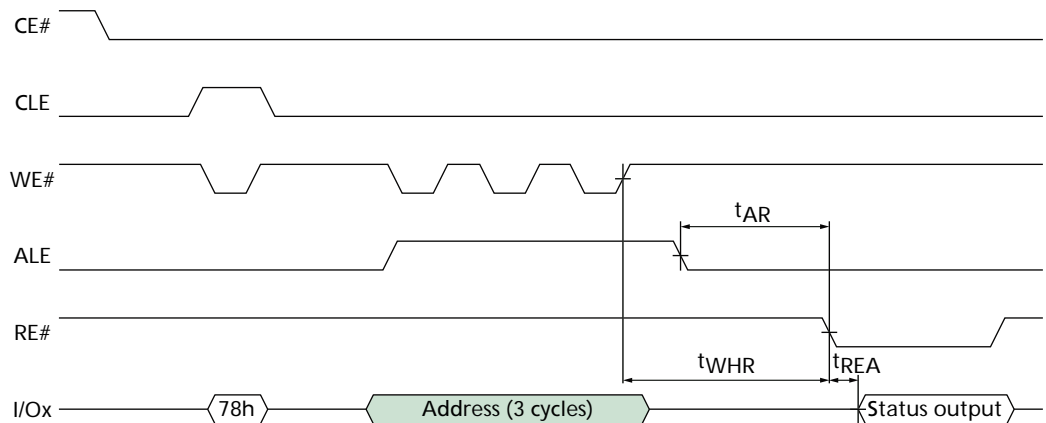 CE#
CLE
WE#
tAR
ALE
RE#
tWHR
tREA
I/Ox
78h
Address (3 cycles)
Status output